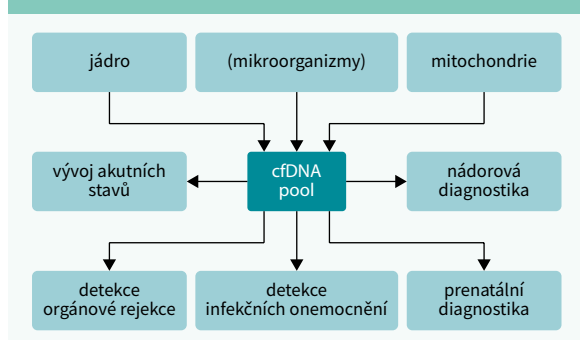 jádro
(mikroorganizmy)
mitochondrie
vývoj akutních
stavů
cfDNA
pool
nádorová
diagnostika
detekce
orgánové rejekce
detekce
infekčních onemocnění
prenatální
diagnostika